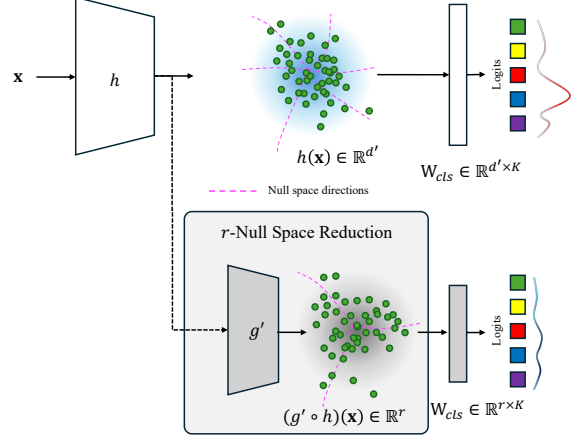 x
h
h(x) ∈ ℝ^{d′}
W_{cls} ∈ ℝ^{d′×K}
Logits
Null space directions
r-Null Space Reduction
g′
(g′ ∘ h)(x) ∈ ℝ^r
W_{cls} ∈ ℝ^{r×K}
Logits